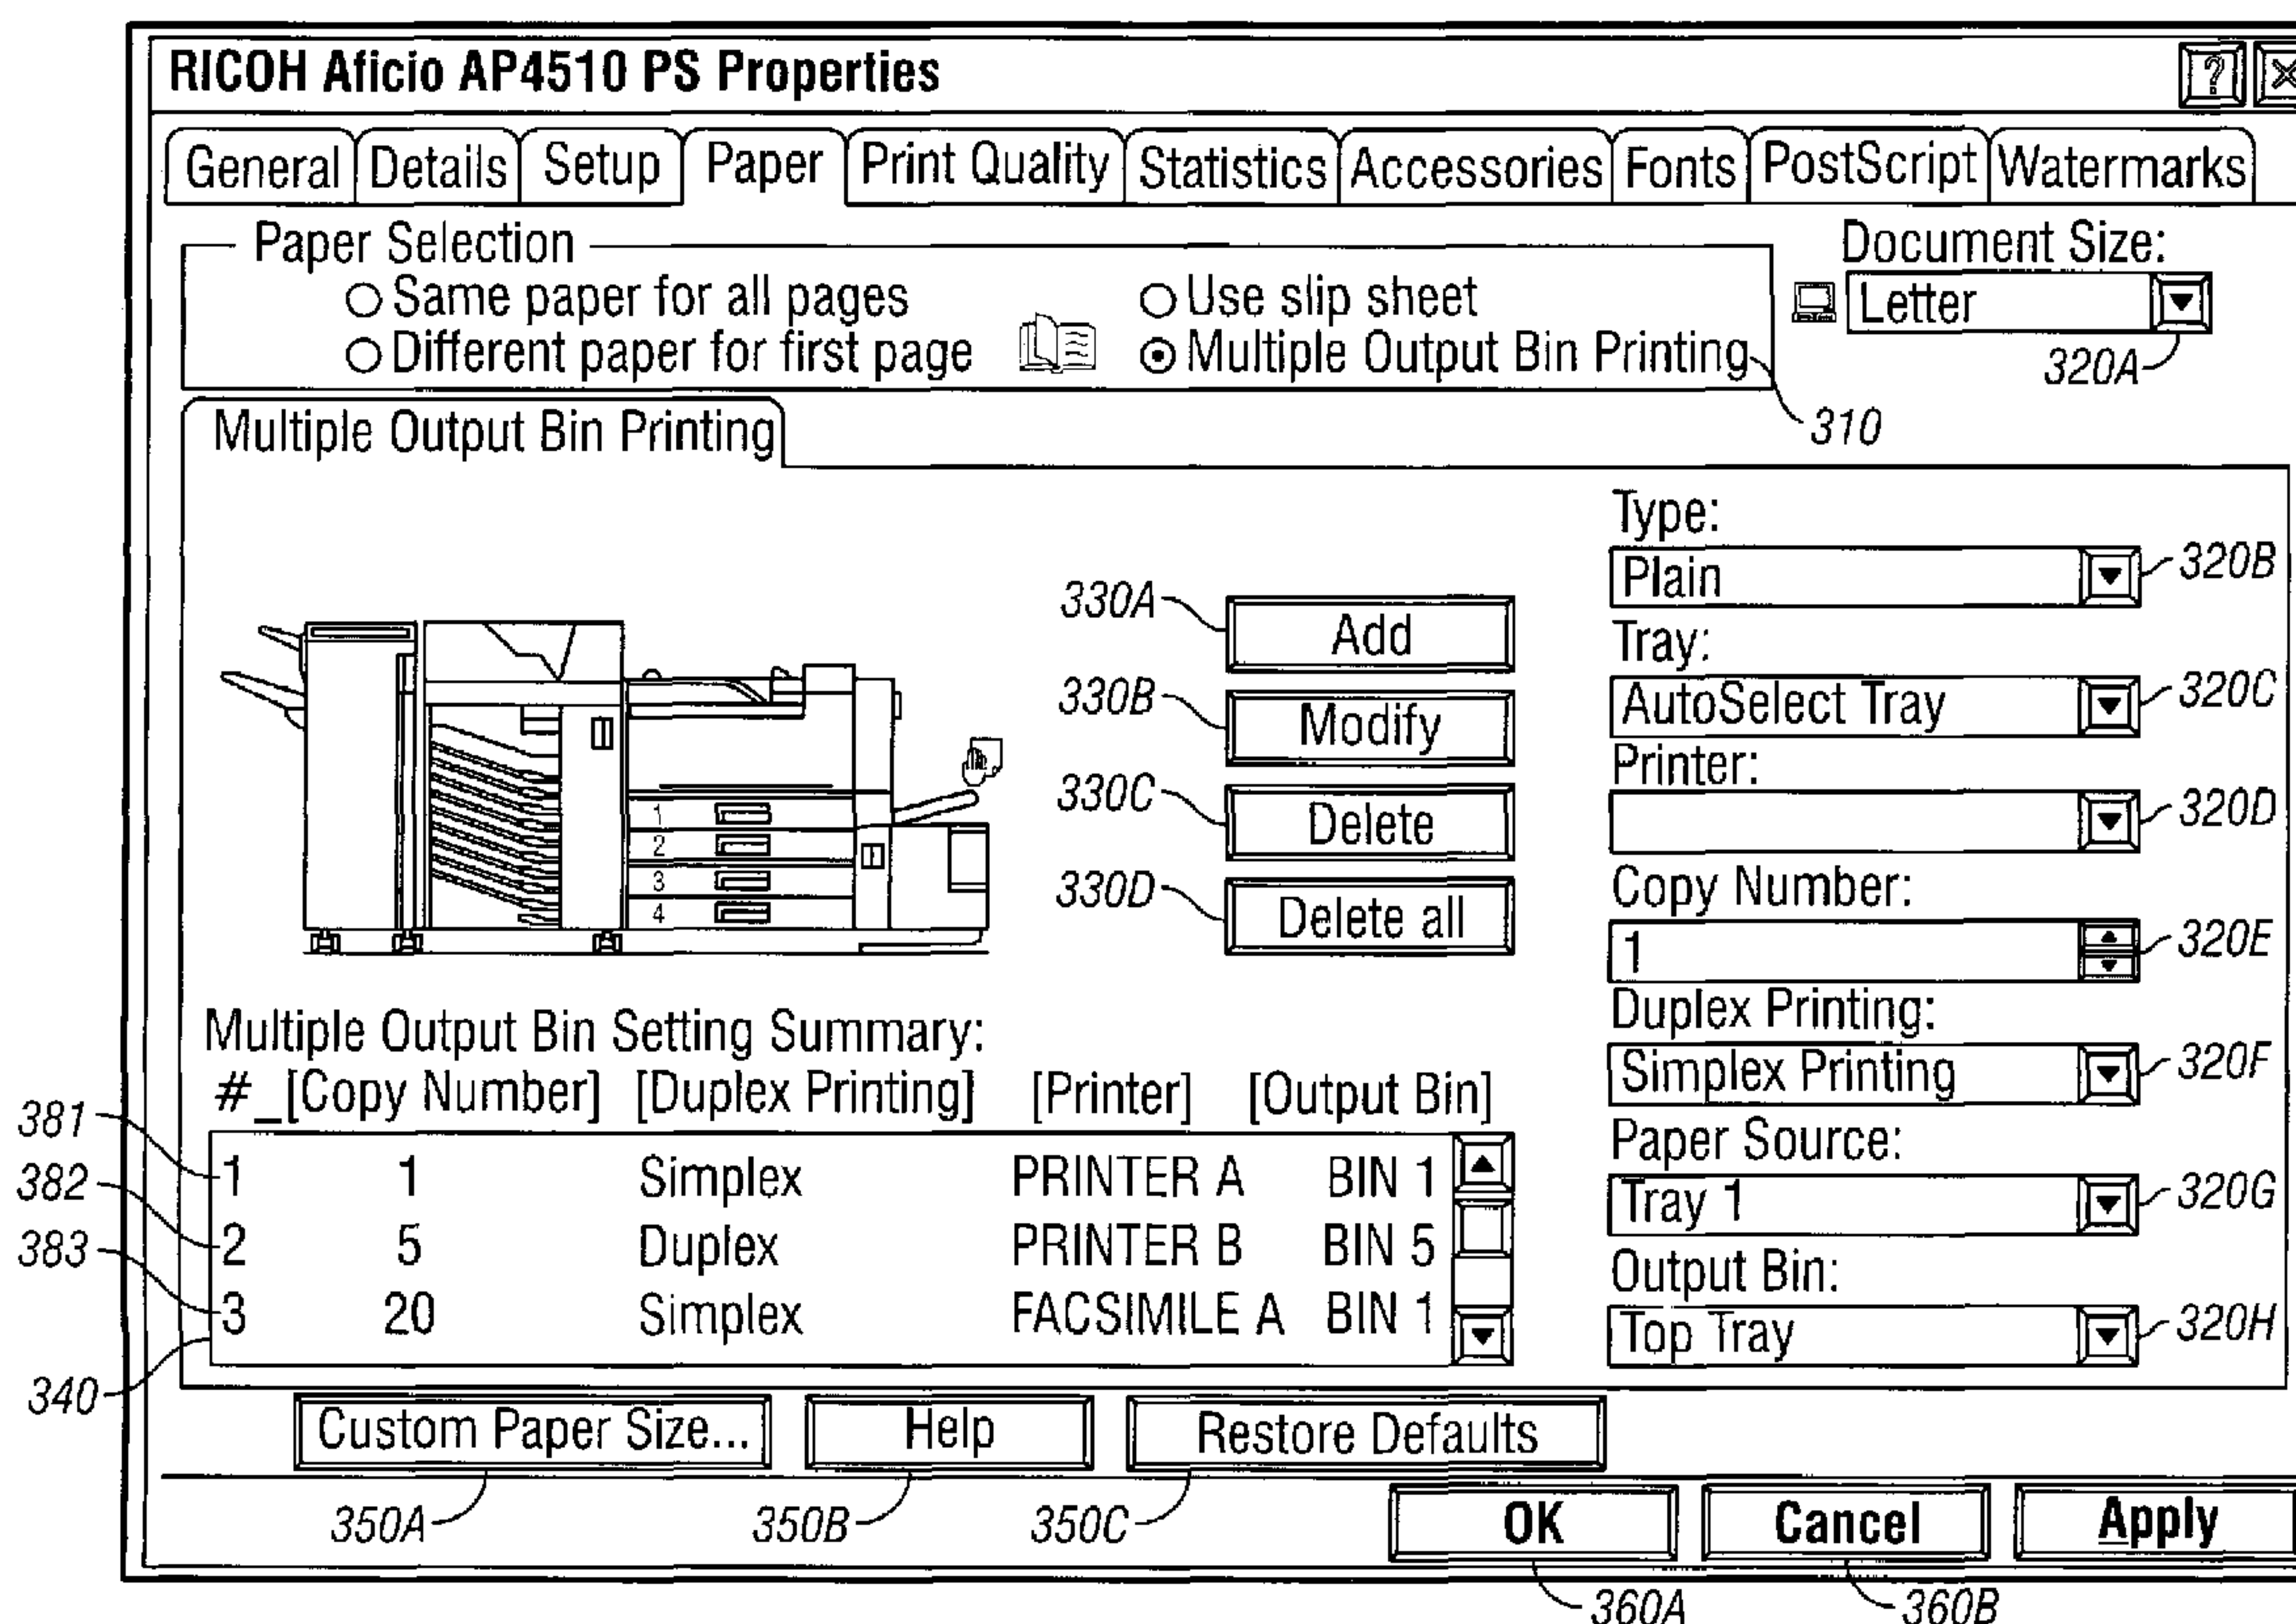 RICOH Aficio AP4510 PS Properties
?
General Details Setup Paper Print Quality Statistics Accessories Fonts PostScript Watermarks
Paper Selection
Same paper for all pages
Different paper for first page
Use slip sheet
Multiple Output Bin Printing
310
Document Size:
Letter
320A
Multiple Output Bin Printing
1
2
3
4
330A
Add
330B
Modify
330C
Delete
330D
Delete all
Type:
Plain
320B
Tray:
AutoSelect Tray
320C
Printer:
320D
Copy Number:
1
320E
Duplex Printing:
Simplex Printing
320F
Paper Source:
Tray 1
320G
Output Bin:
Top Tray
320H
Multiple Output Bin Setting Summary:
#_[Copy Number] [Duplex Printing] [Printer] [Output Bin]
381 1 1 Simplex PRINTER A BIN 1
382 2 5 Duplex PRINTER B BIN 5
383 3 20 Simplex FACSIMILE A BIN 1
340
Custom Paper Size... Help Restore Defaults
350A 350B 350C
OK Cancel Apply
360A 360B